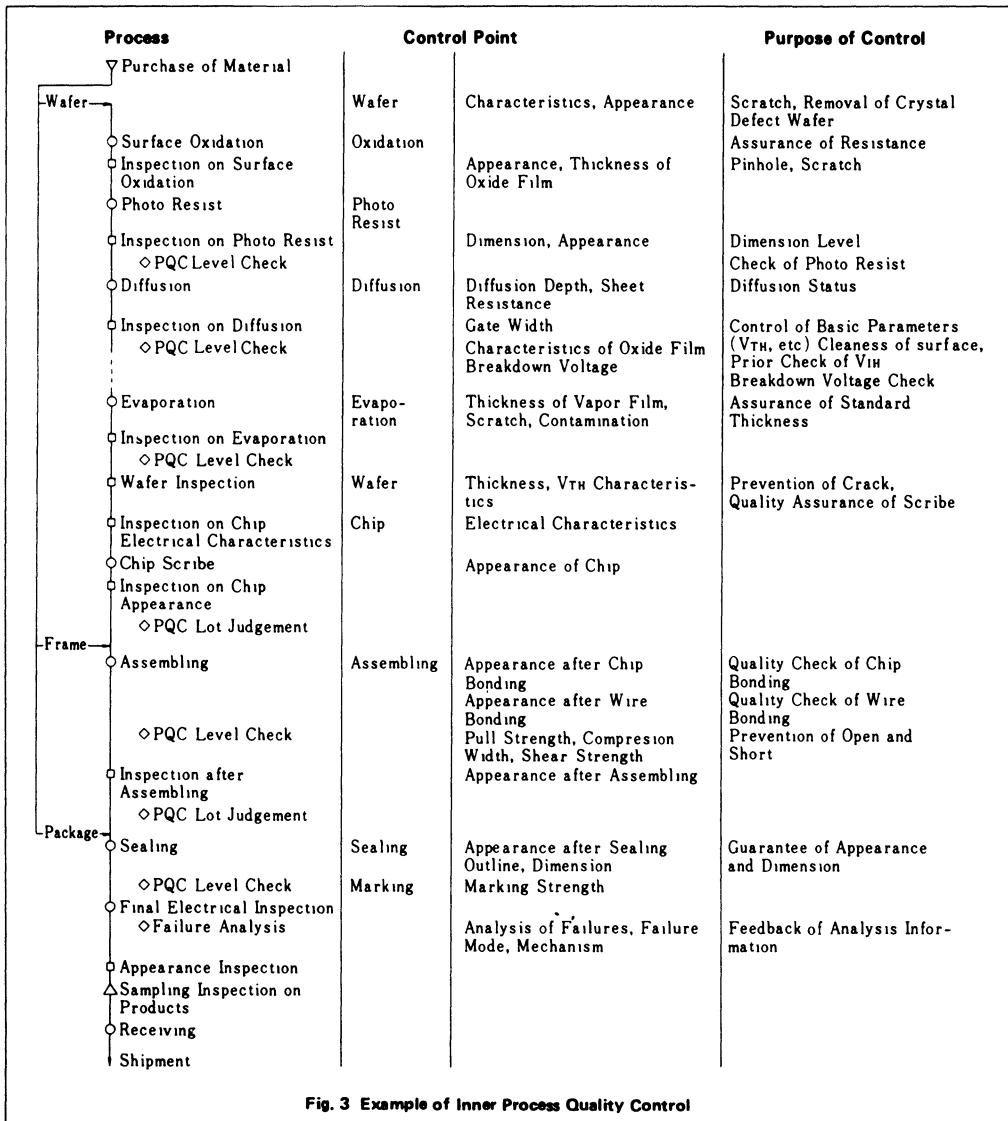 Process Control Point Purpose of Control
Purchase of Material
Wafer Wafer Characteristics, Appearance Scratch, Removal of Crystal
Defect Wafer
Surface Oxidation Oxidation Assurance of Resistance
Inspection on Surface Appearance, Thickness of Pinhole, Scratch
Oxidation Oxide Film
Photo Resist Photo
Resist
Inspection on Photo Resist Dimension, Appearance Dimension Level
◇PQC Level Check Check of Photo Resist
Diffusion Diffusion Diffusion Depth, Sheet Diffusion Status
Resistance
Inspection on Diffusion Gate Width Control of Basic Parameters
◇PQC Level Check Characteristics of Oxide Film (VTH, etc) Cleaness of surface,
Breakdown Voltage Prior Check of VIH
Breakdown Voltage Check
Evaporation Evapo- Thickness of Vapor Film, Assurance of Standard
ration Scratch, Contamination Thickness
Inspection on Evaporation
◇PQC Level Check
Wafer Inspection Wafer Thickness, VTH Characteris- Prevention of Crack,
tics Quality Assurance of Scribe
Inspection on Chip Chip Electrical Characteristics
Electrical Characteristics
Chip Scribe Appearance of Chip
Inspection on Chip
Appearance
◇PQC Lot Judgement
Frame
Assembling Assembling Appearance after Chip Quality Check of Chip
Bonding Bonding
Appearance after Wire Quality Check of Wire
Bonding Bonding
◇PQC Level Check Pull Strength, Compresion Prevention of Open and
Width, Shear Strength Short
Inspection after Appearance after Assembling
Assembling
◇PQC Lot Judgement
Package
Sealing Sealing Appearance after Sealing Guarantee of Appearance
Outline, Dimension and Dimension
◇PQC Level Check Marking Marking Strength
Final Electrical Inspection
◇Failure Analysis Analysis of Failures, Failure Feedback of Analysis Infor-
Mode, Mechanism mation
Appearance Inspection
Sampling Inspection on
Products
Receiving
Shipment
Fig. 3 Example of Inner Process Quality Control